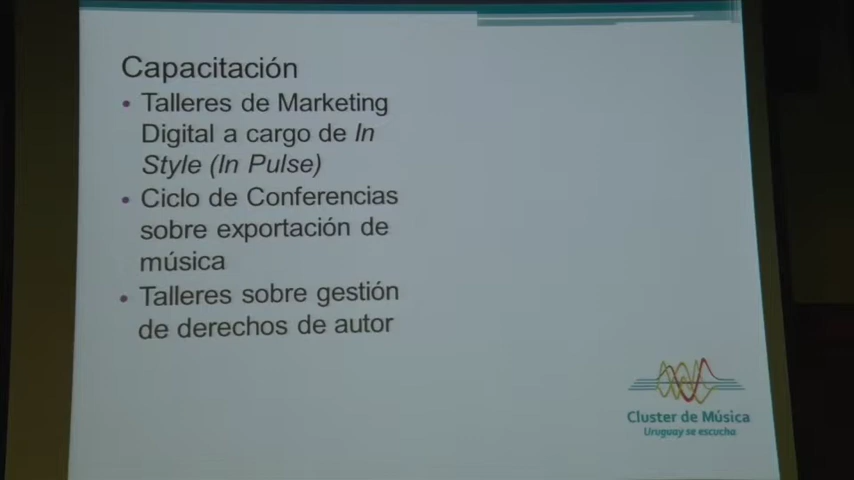 Capacitación
• Talleres de Marketing
Digital a cargo de In
Style (In Pulse)
• Ciclo de Conferencias
sobre exportación de
música
• Talleres sobre gestión
de derechos de autor
Cluster de Música
Uruguay se escucha